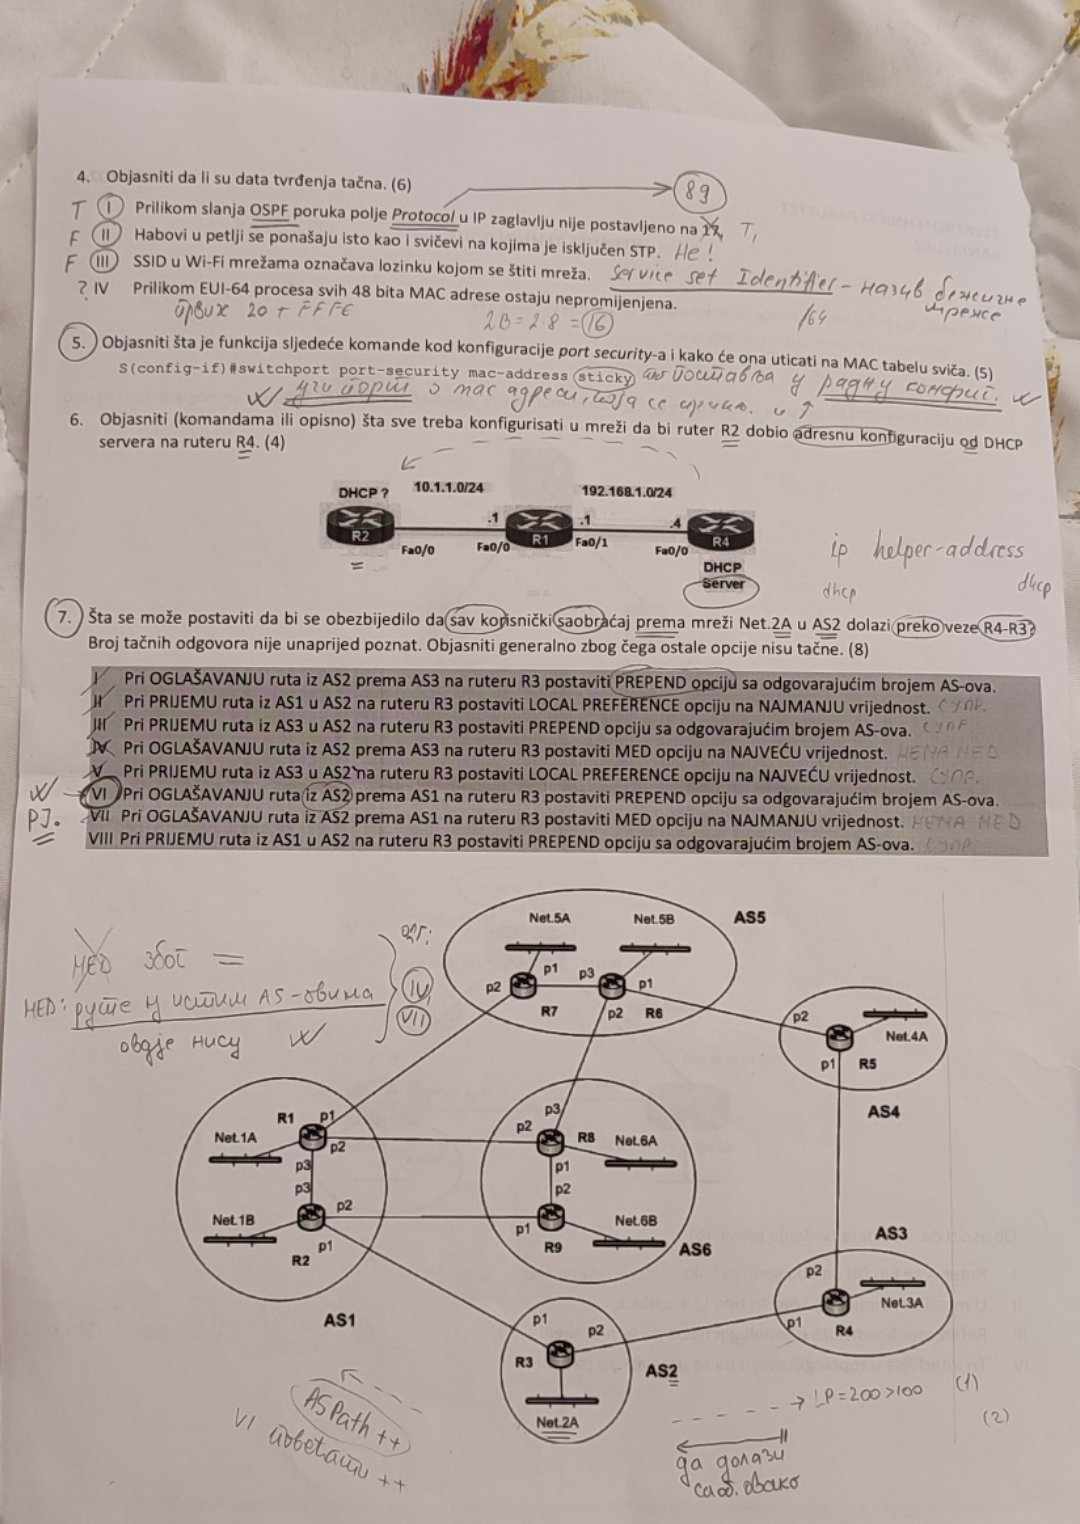 4. Objasniti da li su data tvrđenja tačna. (6)
89
T I Prilikom slanja OSPF poruka polje Protocol u IP zaglavlju nije postavljeno na 17. T,
F II Habovi u petlji se ponašaju isto kao i svičevi na kojima je isključen STP. Не!
F III SSID u Wi-Fi mrežama označava lozinku kojom se štiti mreža. Service set Identifier - назив бежичне мреже
? IV Prilikom EUI-64 procesa svih 48 bita MAC adrese ostaju nepromijenjena.
првих 20 + FFFE 2B = 2·8 = 16 /64
5. Objasniti šta je funkcija sljedeće komande kod konfiguracije port security-a i kako će ona uticati na MAC tabelu sviča. (5)
S(config-if)#switchport port-security mac-address sticky поставља у радну конфиг.
учи порт о mac адреси, која се
6. Objasniti (komandama ili opisno) šta sve treba konfigurisati u mreži da bi ruter R2 dobio adresnu konfiguraciju od DHCP
servera na ruteru R4. (4)
DHCP ? 10.1.1.0/24 192.168.1.0/24
.1 .1 .4
R2 R1 R4
Fa0/0 Fa0/0 Fa0/1 Fa0/0
DHCP
Server
ip helper-address
dhcp dhcp
7. Šta se može postaviti da bi se obezbijedilo da sav korisnički saobraćaj prema mreži Net.2A u AS2 dolazi preko veze R4-R3?
Broj tačnih odgovora nije unaprijed poznat. Objasniti generalno zbog čega ostale opcije nisu tačne. (8)
I Pri OGLAŠAVANJU ruta iz AS2 prema AS3 na ruteru R3 postaviti PREPEND opciju sa odgovarajućim brojem AS-ova.
II Pri PRIJEMU ruta iz AS1 u AS2 na ruteru R3 postaviti LOCAL PREFERENCE opciju na NAJMANJU vrijednost. супр.
III Pri PRIJEMU ruta iz AS3 u AS2 na ruteru R3 postaviti PREPEND opciju sa odgovarajućim brojem AS-ova. супр
IV Pri OGLAŠAVANJU ruta iz AS2 prema AS3 na ruteru R3 postaviti MED opciju na NAJVEĆU vrijednost. НЕМА MED
V Pri PRIJEMU ruta iz AS3 u AS2 na ruteru R3 postaviti LOCAL PREFERENCE opciju na NAJVEĆU vrijednost. супр.
VI Pri OGLAŠAVANJU ruta iz AS2 prema AS1 na ruteru R3 postaviti PREPEND opciju sa odgovarajućim brojem AS-ova.
РЈ. VII Pri OGLAŠAVANJU ruta iz AS2 prema AS1 na ruteru R3 postaviti MED opciju na NAJMANJU vrijednost. НЕМА MED
VIII Pri PRIJEMU ruta iz AS1 u AS2 na ruteru R3 postaviti PREPEND opciju sa odgovarajućim brojem AS-ova. супр
MED због =
MED: руте у истим AS-овима
овдје нису
IV,
VII
Net.5A Net.5B AS5
p1 p3
p2 p1
R7 p2 R6
p2 Net.4A
p1 R5
AS4
R1 p1
Net.1A p2
p3
p3
Net.1B p2
R2 p1
AS1
p3
p2 R8 Net.6A
p1
p2
p1 Net.6B
R9 AS6
AS3
p2
Net.3A
p1 R4
p1
p2
R3 AS2
Net.2A
AS Path ++
VI повећати ++
LP=200>100 (1)
(2)
да долази
саоб. овако